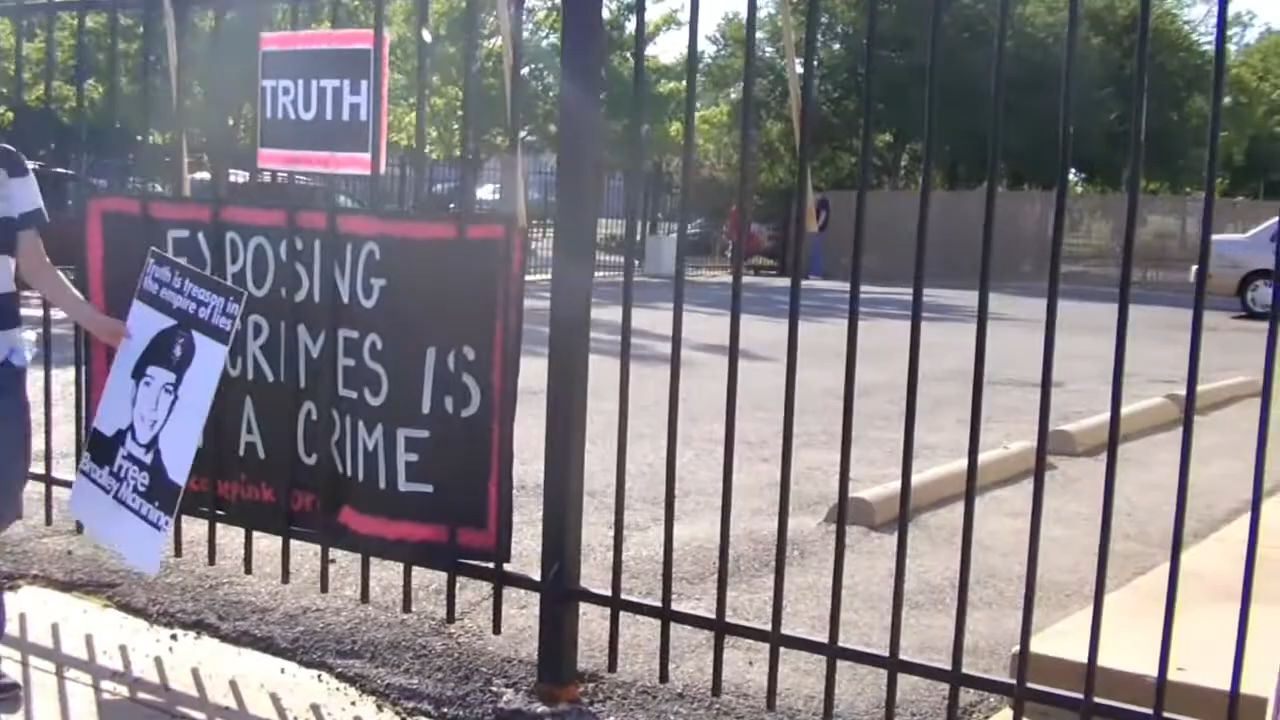 TRUTH
EXPOSING
CRIMES IS
A CRIME
Truth is treason in
the empire of lies
Free
Bradley Manning